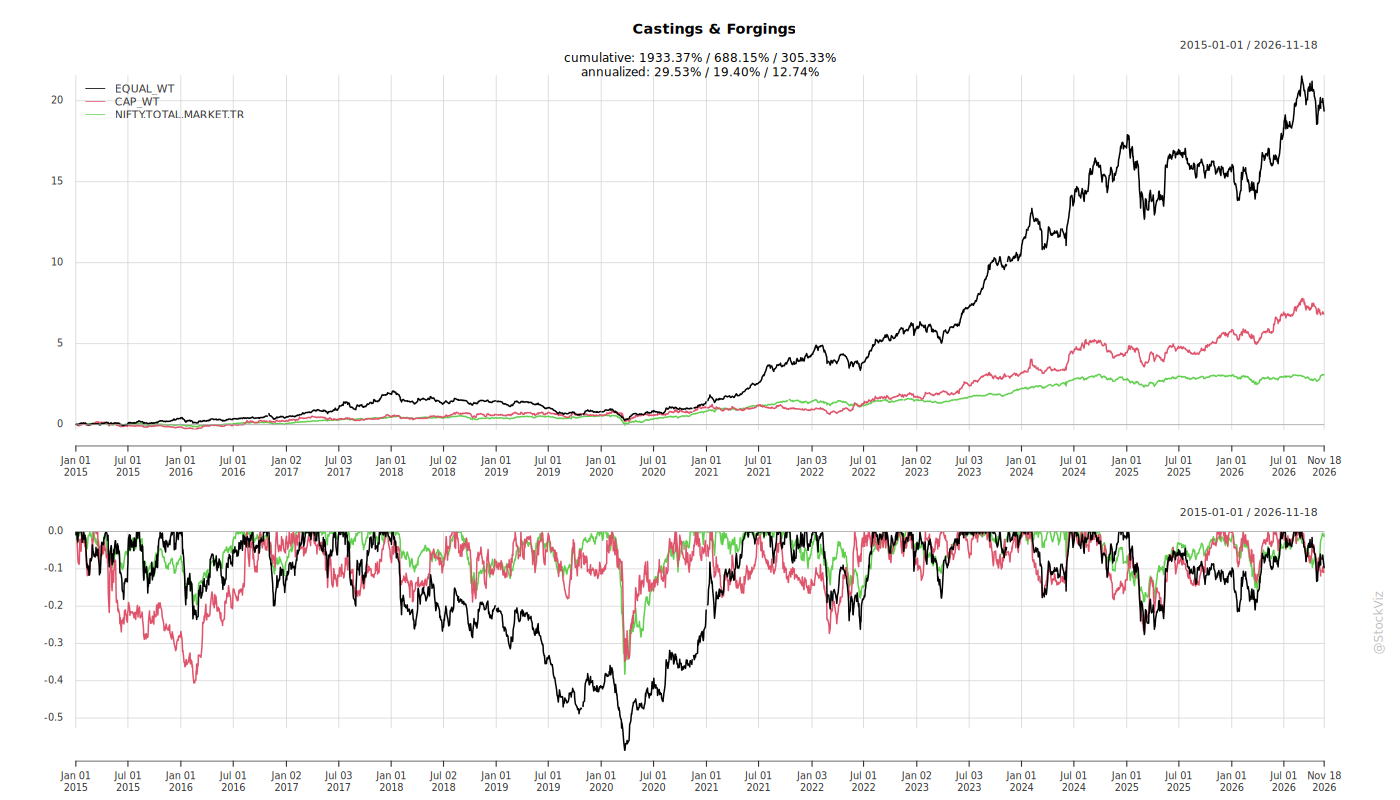 Castings & Forgings
2015-01-01 / 2026-11-18
cumulative: 1933.37% / 688.15% / 305.33%
annualized: 29.53% / 19.40% / 12.74%
EQUAL_WT
CAP_WT
NIFTY.TOTAL.MARKET.TR
20
15
10
5
0
Jan 01 Jul 01 Jan 01 Jul 01 Jan 02 Jul 03 Jan 01 Jul 02 Jan 01 Jul 01 Jan 01 Jul 01 Jan 01 Jul 01 Jan 03 Jul 01 Jan 02 Jul 03 Jan 01 Jul 01 Jan 01 Jul 01 Jan 01 Jul 01 Nov 18
2015 2015 2016 2016 2017 2017 2018 2018 2019 2019 2020 2020 2021 2021 2022 2022 2023 2023 2024 2024 2025 2025 2026 2026 2026
2015-01-01 / 2026-11-18
0.0
-0.1
-0.2
-0.3
-0.4
-0.5
Jan 01 Jul 01 Jan 01 Jul 01 Jan 02 Jul 03 Jan 01 Jul 02 Jan 01 Jul 01 Jan 01 Jul 01 Jan 01 Jul 01 Jan 03 Jul 01 Jan 02 Jul 03 Jan 01 Jul 01 Jan 01 Jul 01 Jan 01 Jul 01 Nov 18
2015 2015 2016 2016 2017 2017 2018 2018 2019 2019 2020 2020 2021 2021 2022 2022 2023 2023 2024 2024 2025 2025 2026 2026 2026
@StockViz